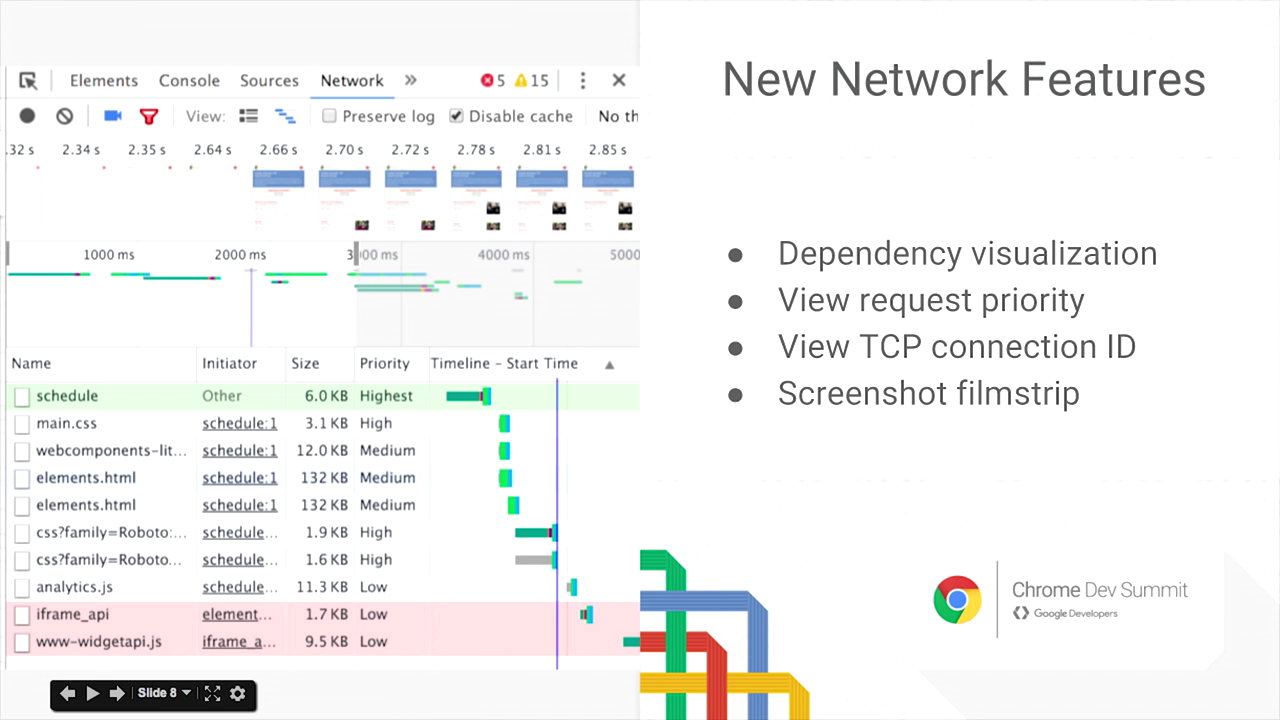 Elements Console Sources Network » 5 15
View: Preserve log Disable cache No th
.32 s 2.34 s 2.35 s 2.64 s 2.66 s 2.70 s 2.72 s 2.78 s 2.81 s 2.85 s
1000 ms 2000 ms 3000 ms 4000 ms 5000
Name Initiator Size Priority Timeline – Start Time
schedule Other 6.0 KB Highest
main.css schedule:1 3.1 KB High
webcomponents-lit... schedule:1 12.0 KB Medium
elements.html schedule:1 132 KB Medium
elements.html schedule:1 132 KB Medium
css?family=Roboto:... schedule... 1.9 KB High
css?family=Roboto... schedule... 1.6 KB High
analytics.js schedule... 11.3 KB Low
iframe_api element... 1.7 KB Low
www-widgetapi.js iframe_a... 9.5 KB Low
Slide 8
New Network Features
● Dependency visualization
● View request priority
● View TCP connection ID
● Screenshot filmstrip
Chrome Dev Summit
Google Developers